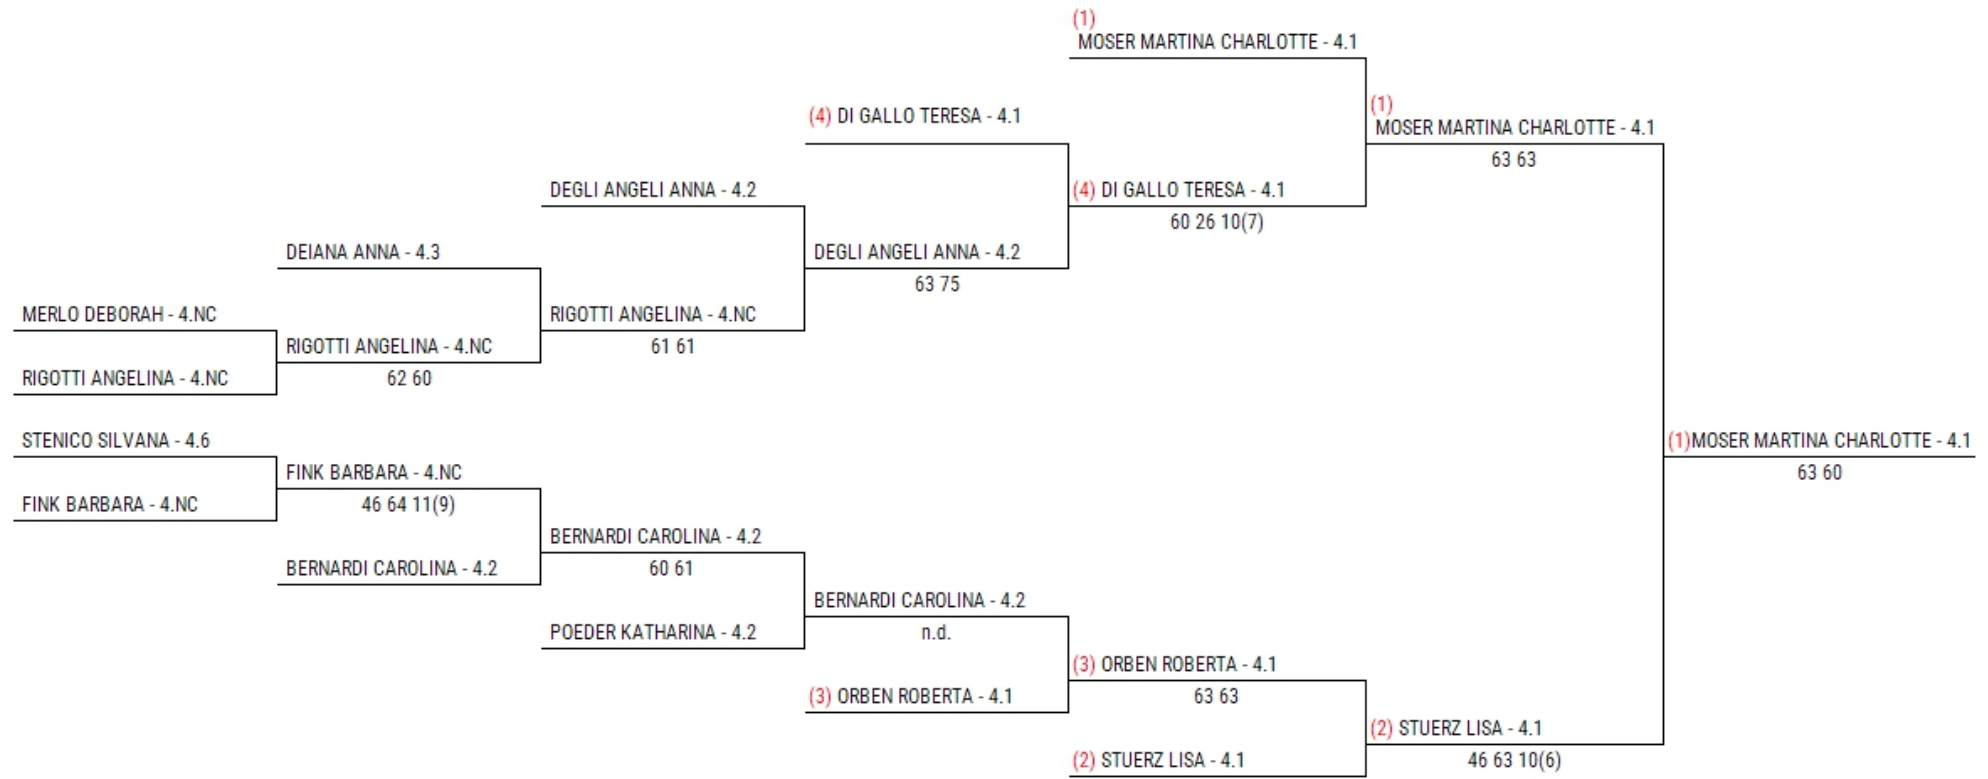 (1)
MOSER MARTINA CHARLOTTE - 4.1
(1)
(4) DI GALLO TERESA - 4.1
MOSER MARTINA CHARLOTTE - 4.1
63 63
DEGLI ANGELI ANNA - 4.2
(4) DI GALLO TERESA - 4.1
60 26 10(7)
DEIANA ANNA - 4.3
DEGLI ANGELI ANNA - 4.2
63 75
MERLO DEBORAH - 4.NC
RIGOTTI ANGELINA - 4.NC
RIGOTTI ANGELINA - 4.NC
61 61
RIGOTTI ANGELINA - 4.NC
62 60
STENICO SILVANA - 4.6
(1)MOSER MARTINA CHARLOTTE - 4.1
FINK BARBARA - 4.NC
63 60
FINK BARBARA - 4.NC
46 64 11(9)
BERNARDI CAROLINA - 4.2
BERNARDI CAROLINA - 4.2
60 61
BERNARDI CAROLINA - 4.2
POEDER KATHARINA - 4.2
n.d.
(3) ORBEN ROBERTA - 4.1
(3) ORBEN ROBERTA - 4.1
63 63
(2) STUERZ LISA - 4.1
(2) STUERZ LISA - 4.1
46 63 10(6)